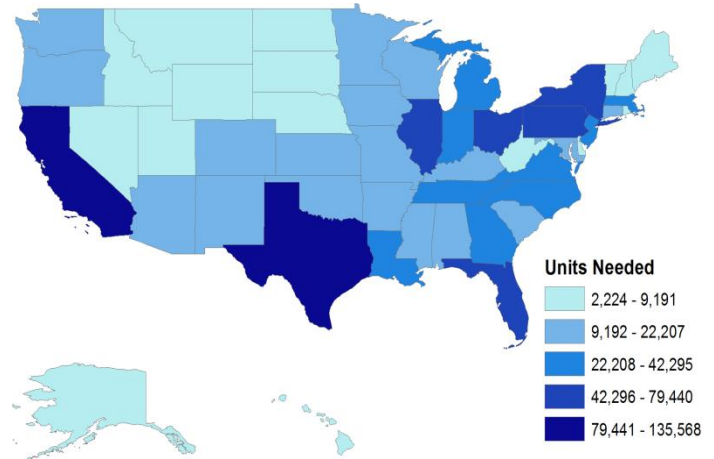 Units Needed
2,224 - 9,191
9,192 - 22,207
22,208 - 42,295
42,296 - 79,440
79,441 - 135,568